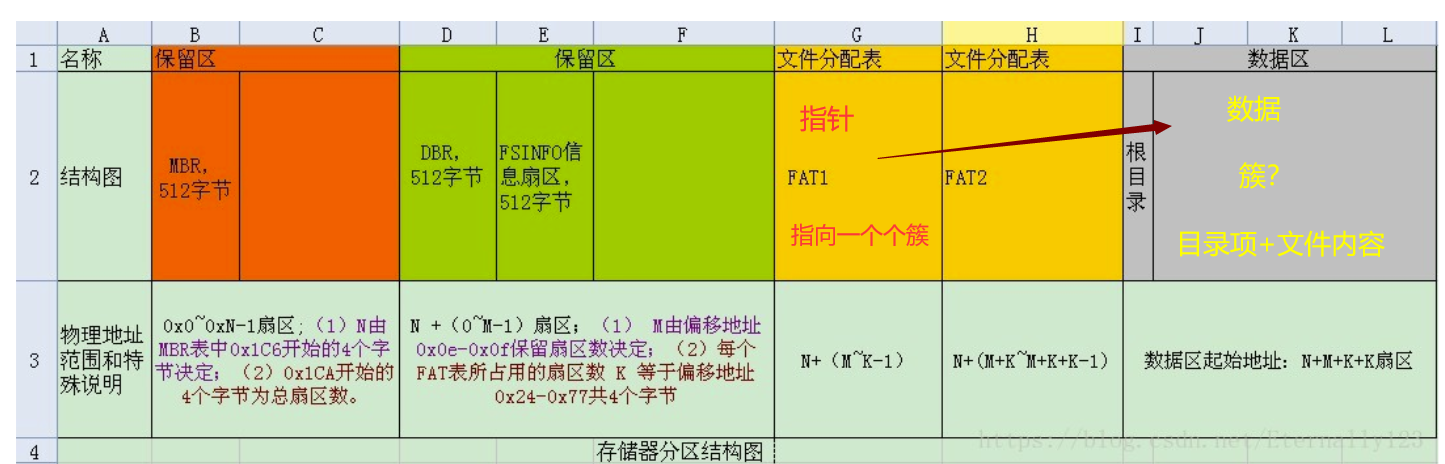 A B C D E F G H I J K L
1 名称 保留区 保留区 文件分配表 文件分配表 数据区
2 结构图
MBR,
512字节
DBR,
512字节
FSINFO信
息扇区，
512字节
指针
FAT1
指向一个个簇
FAT2
根
目
录
数据
簇?
目录项+文件内容
3
物理地址
范围和特
殊说明
0x0~0xN-1扇区;（1）N由
MBR表中0x1C6开始的4个字
节决定；（2）0x1CA开始的
4个字节为总扇区数。
N +（0~M-1）扇区；（1） M由偏移地址
0x0e-0x0f保留扇区数决定；（2）每个
FAT表所占用的扇区数 K 等于偏移地址
0x24-0x77共4个字节
N+（M~K-1）
N+(M+K~M+K+K-1)
数据区起始地址：N+M+K+K扇区
4 存储器分区结构图
https://blog.csdn.net/Eternally123